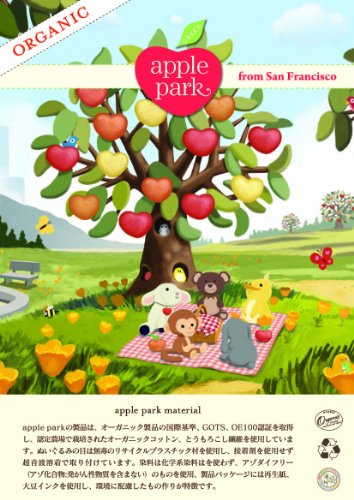 ORGANIC
apple
park
from San Francisco
apple park material
apple parkの製品は、オーガニック製品の国際基準、GOTS、OE100認証を取得
し、認定農場で栽培されたオーガニックコットン、とうもろこし繊維を使用していま
す。ぬいぐるみの目は無毒のリサイクルプラスチック材を使用し、接着剤を使用せず
超音波溶着で取り付けています。染料は化学系染料は使わず、アゾダイフリー
（アゾ化合物:発がん性物質を含まない）のものを使用、製品パッケージには再生紙、
大豆インクを使用し、環境に配慮したもの作りが特徴です。
Organic